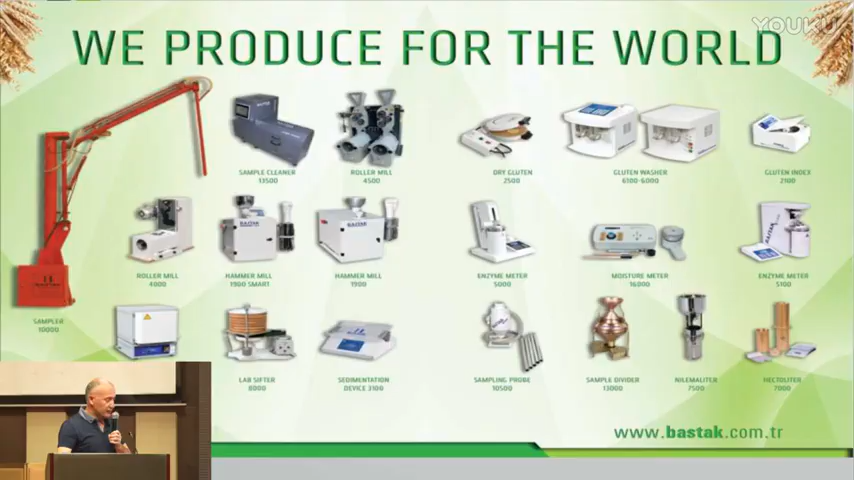 YOUKU
WE PRODUCE FOR THE WORLD
SAMPLE CLEANER
13500
ROLLER MILL
4500
DRY GLUTEN
2500
GLUTEN WASHER
6100-6000
GLUTEN INDEX
2100
ROLLER MILL
4000
HAMMER MILL
1900 SMART
HAMMER MILL
1900
ENZYME METER
5000
MOISTURE METER
16000
ENZYME METER
5100
SAMPLER
10000
LAB SIFTER
8000
SEDIMENTATION
DEVICE 3100
SAMPLING PROBE
10500
SAMPLE DIVIDER
13000
NILEMALITER
7500
HECTOLITER
7000
www.bastak.com.tr